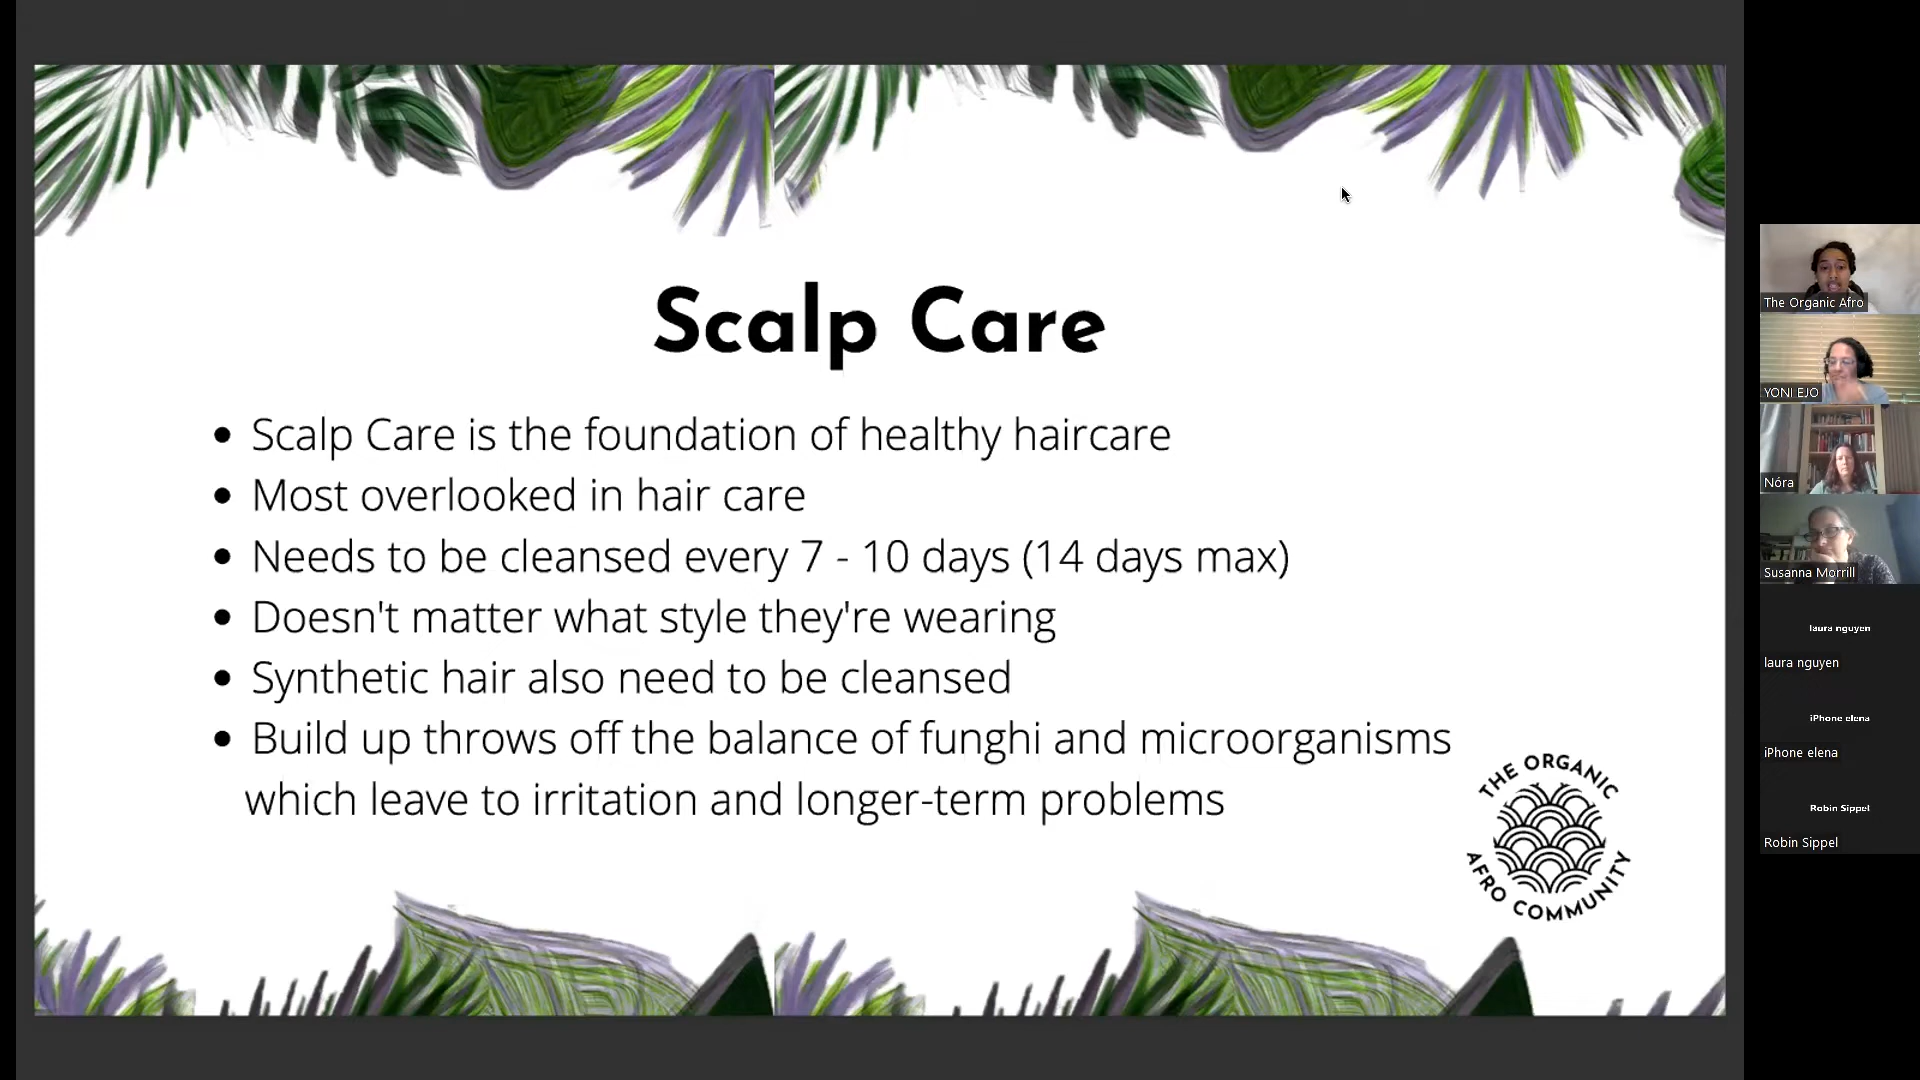 Scalp Care
• Scalp Care is the foundation of healthy haircare
• Most overlooked in hair care
• Needs to be cleansed every 7 - 10 days (14 days max)
• Doesn't matter what style they're wearing
• Synthetic hair also need to be cleansed
• Build up throws off the balance of funghi and microorganisms
which leave to irritation and longer-term problems
THE ORGANIC
AFRO COMMUNITY
The Organic Afro
YONI EJO
Nóra
Susanna Morrill
laura nguyen
laura nguyen
iPhone elena
iPhone elena
Robin Sippel
Robin Sippel